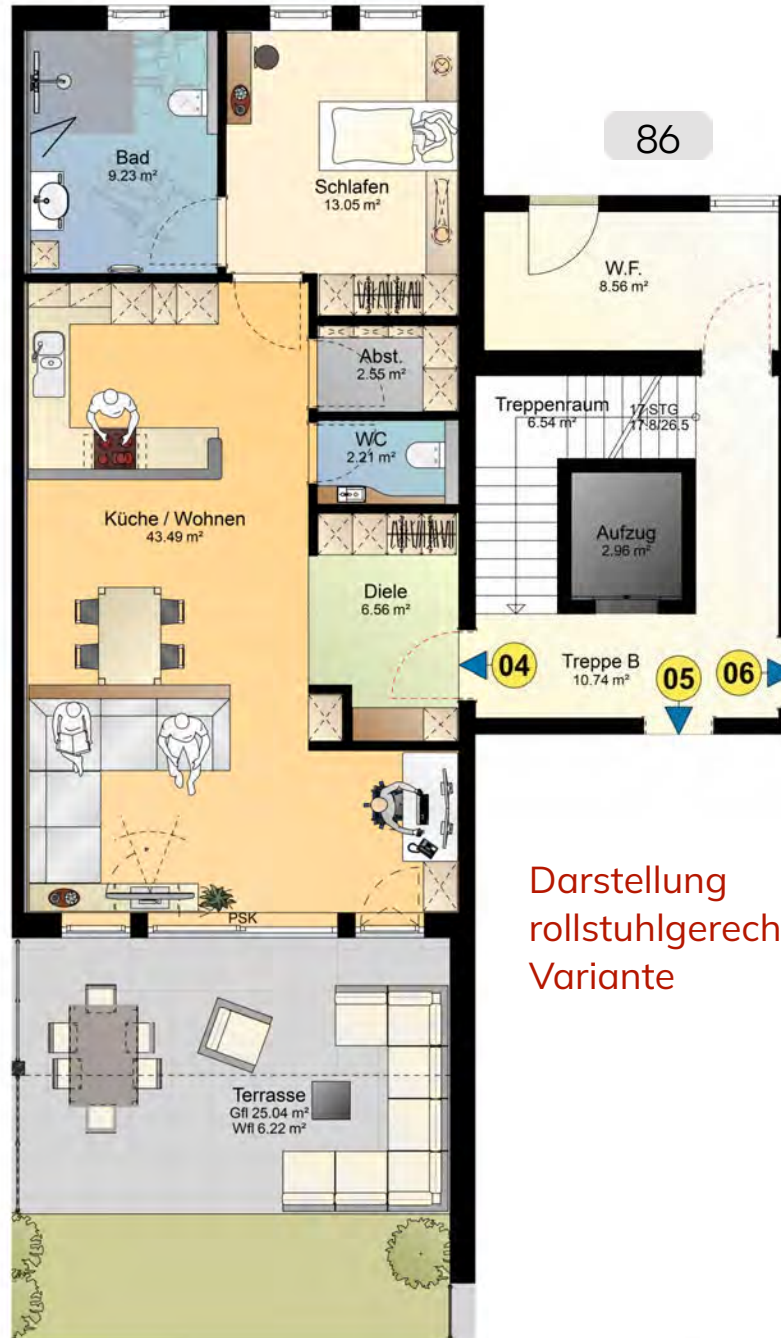 86
Bad
9.23 m²
Schlafen
13.05 m²
W.F.
8.56 m²
Abst.
2.55 m²
Treppenraum
6.54 m²
17 STG
17.8/26.5
WC
2.21 m²
Küche / Wohnen
43.49 m²
Aufzug
2.96 m²
Diele
6.56 m²
04
Treppe B
10.74 m²
05
06
PSK
Darstellung
rollstuhlgerech
Variante
Terrasse
Gfl 25.04 m²
Wfl 6.22 m²